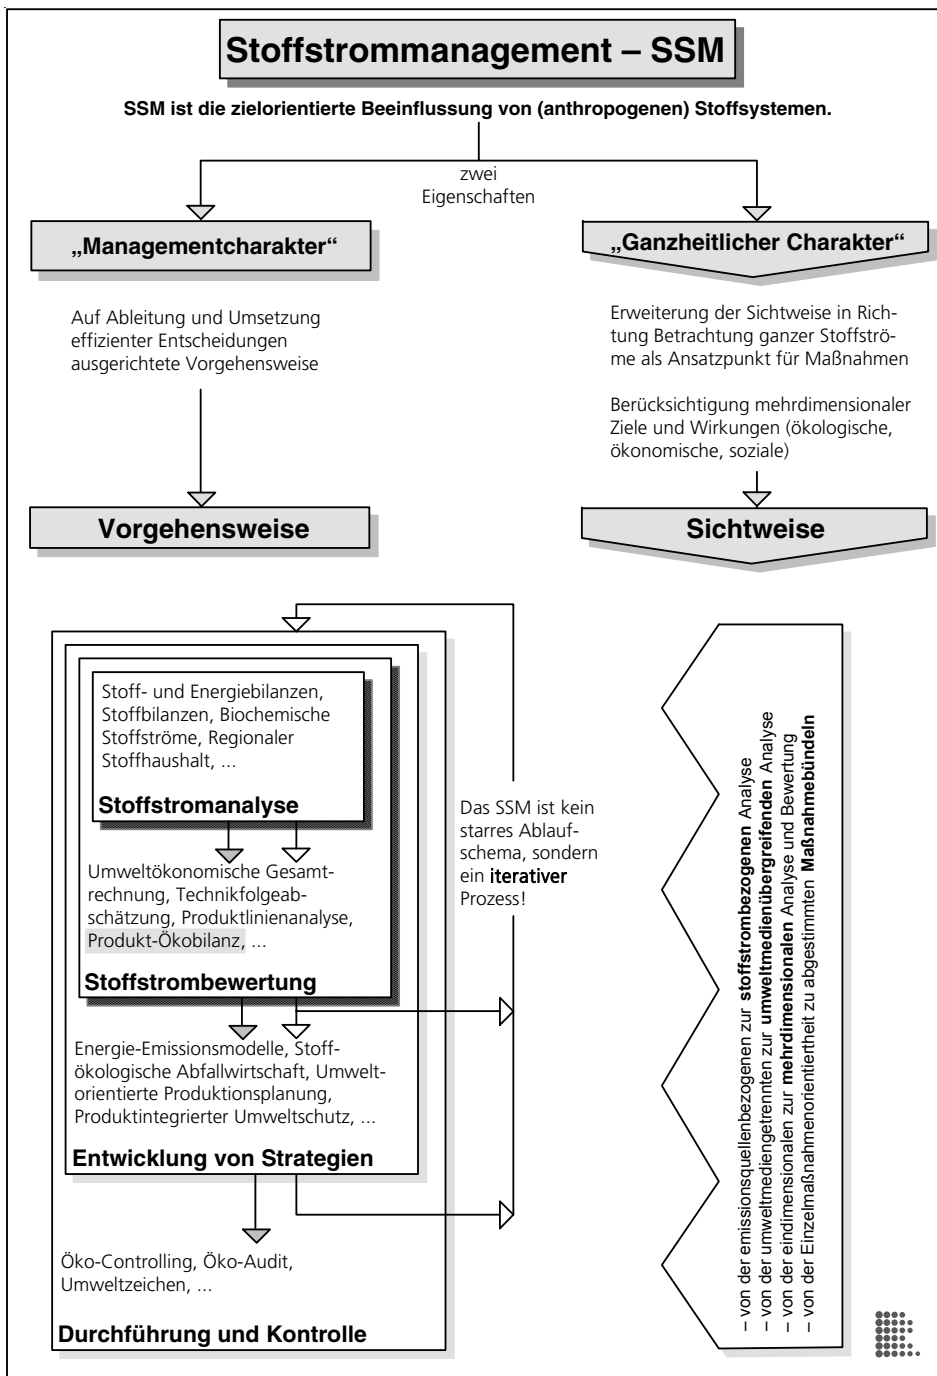 Stoffstrommanagement – SSM
SSM ist die zielorientierte Beeinflussung von (anthropogenen) Stoffsystemen.
zwei
Eigenschaften
„Managementcharakter“
Auf Ableitung und Umsetzung
effizienter Entscheidungen
ausgerichtete Vorgehensweise
Vorgehensweise
„Ganzheitlicher Charakter“
Erweiterung der Sichtweise in Rich-
tung Betrachtung ganzer Stoffströ-
me als Ansatzpunkt für Maßnahmen
Berücksichtigung mehrdimensionaler
Ziele und Wirkungen (ökologische,
ökonomische, soziale)
Sichtweise
Stoff- und Energiebilanzen,
Stoffbilanzen, Biochemische
Stoffströme, Regionaler
Stoffhaushalt, ...
Stoffstromanalyse
Umweltökonomische Gesamt-
rechnung, Technikfolgeab-
schätzung, Produktlinienanalyse,
Produkt-Ökobilanz, ...
Stoffstrombewertung
Energie-Emissionsmodelle, Stoff-
ökologische Abfallwirtschaft, Umwelt-
orientierte Produktionsplanung,
Produktintegrierter Umweltschutz, ...
Entwicklung von Strategien
Öko-Controlling, Öko-Audit,
Umweltzeichen, ...
Durchführung und Kontrolle
Das SSM ist kein
starres Ablauf-
schema, sondern
ein iterativer
Prozess!
– von der emissionsquellenbezogenen zur stoffstrombezogenen Analyse
– von der umweltmediengetrennten zur umweltmedienübergreifenden Analyse
– von der eindimensionalen zur mehrdimensionalen Analyse und Bewertung
– von der Einzelmaßnahmenorientiertheit zu abgestimmten Maßnahmebündeln